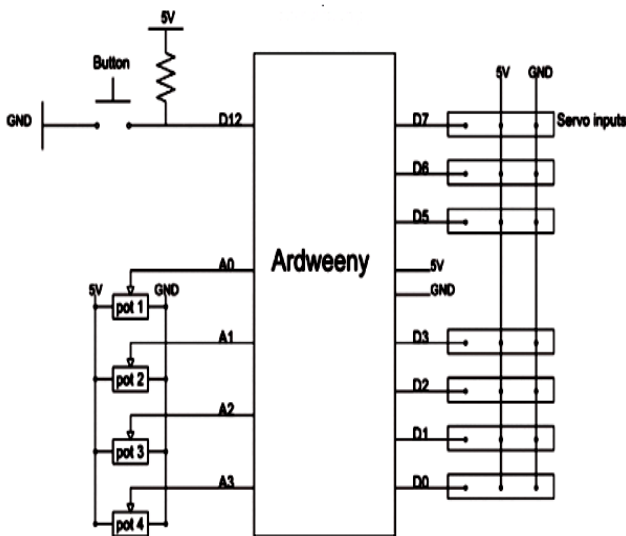 5V
Button
GND
D12
5V
GND
D7
Servo inputs
D6
D5
Ardweeny
A0
5V
GND
5V
GND
pot 1
A1
D3
pot 2
D2
A2
pot 3
D1
A3
D0
pot 4